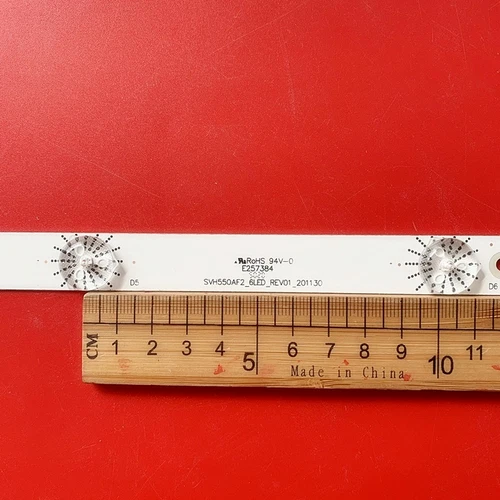 RoHS 94V-0
E257384
D5
SVH550AF2_6LED_REV01_201130
D6
CM 1 2 3 4 5 6 7 8 9 10 11
Made in China